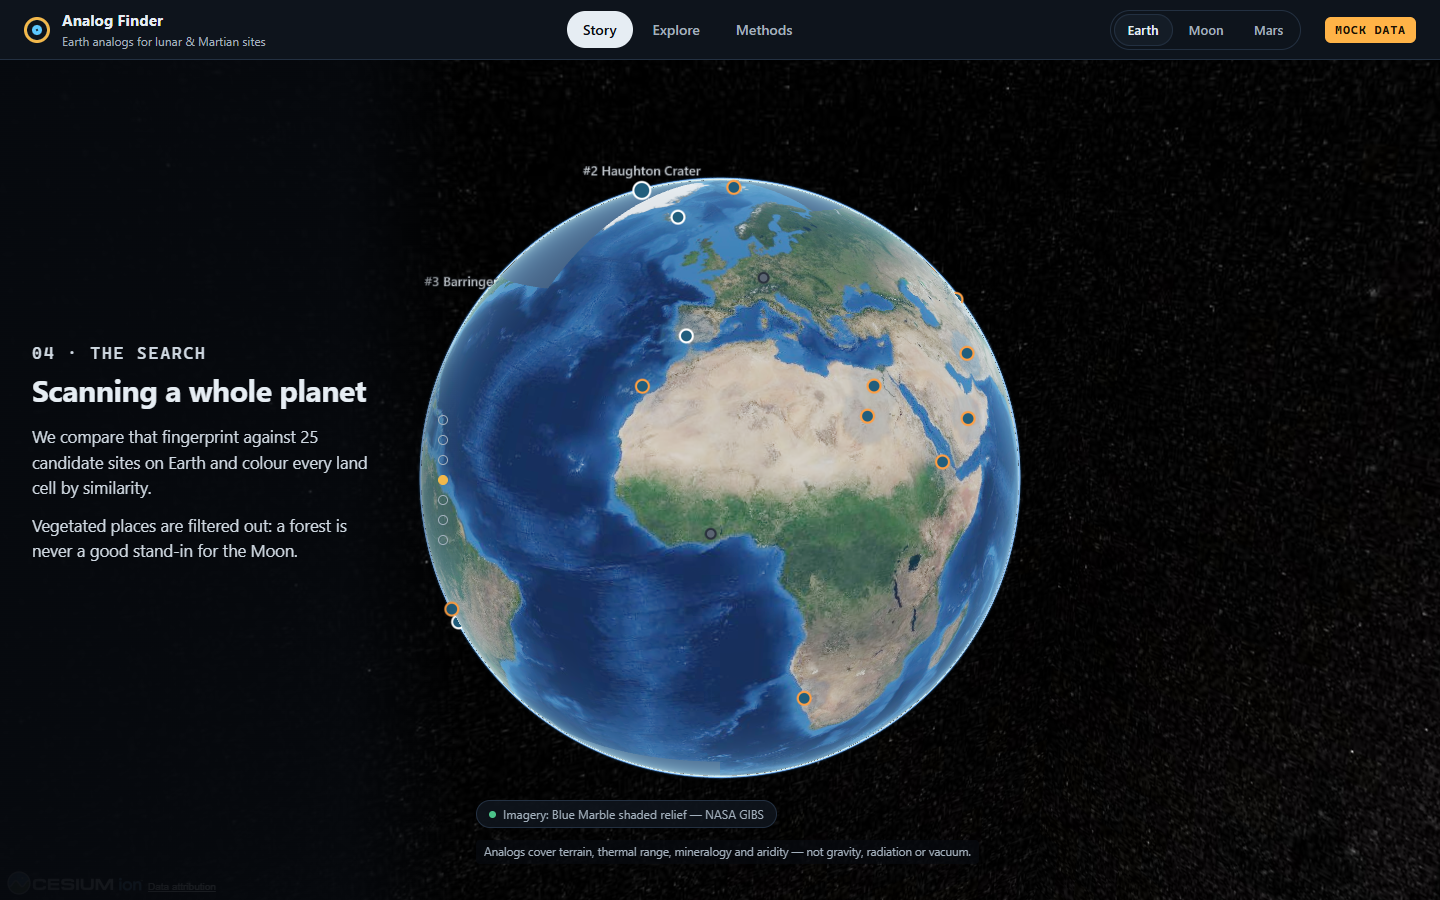 Analog Finder
Earth analogs for lunar & Martian sites
Story
Explore
Methods
Earth
Moon
Mars
MOCK DATA
#2 Haughton Crater
#3 Barringer
04 · THE SEARCH
Scanning a whole planet
We compare that fingerprint against 25
candidate sites on Earth and colour every land
cell by similarity.
Vegetated places are filtered out: a forest is
never a good stand-in for the Moon.
Imagery: Blue Marble shaded relief — NASA GIBS
Analogs cover terrain, thermal range, mineralogy and aridity — not gravity, radiation or vacuum.
CESIUM ion Data attribution